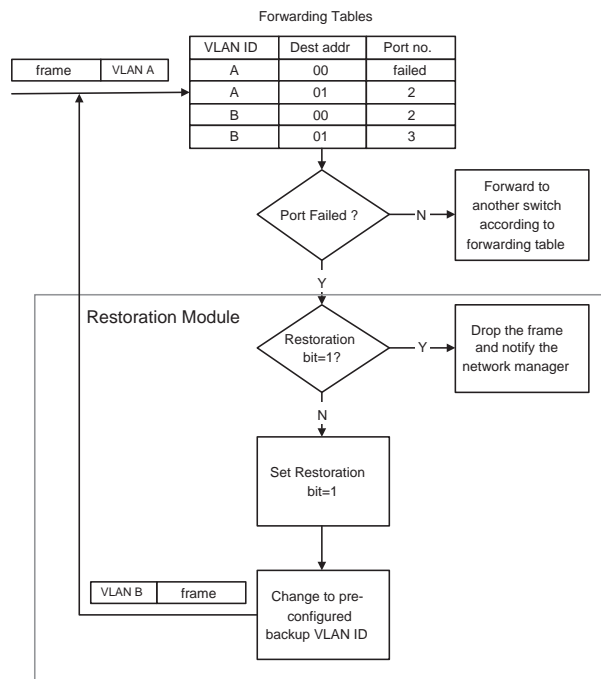 Forwarding Tables
VLAN ID Dest addr Port no.
A 00 failed
A 01 2
B 00 2
B 01 3
frame VLAN A
Port Failed ?
N
Forward to
another switch
according to
forwarding table
Y
Restoration Module
Restoration
bit=1?
Y
Drop the frame
and notify the
network manager
N
Set Restoration
bit=1
VLAN B frame
Change to pre-
configured
backup VLAN ID